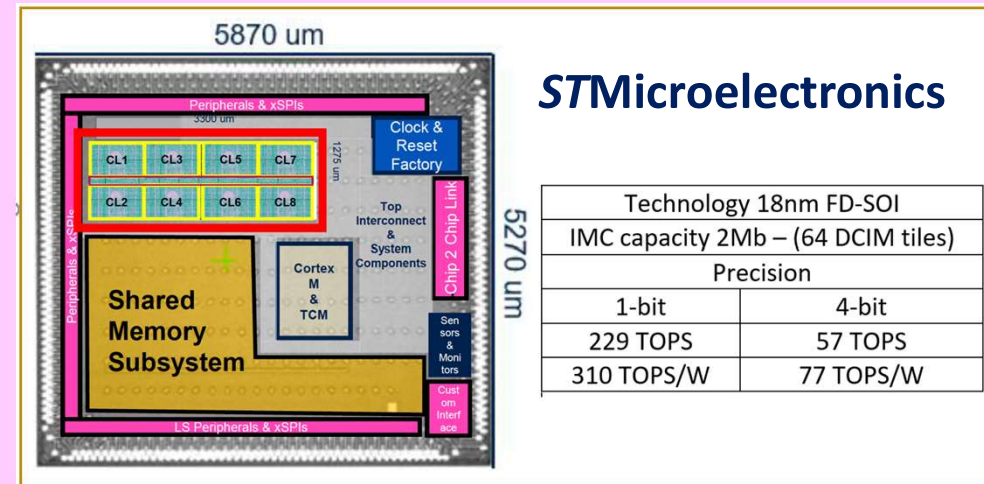 5870 um
STMicroelectronics
Peripherals & xSPIs
3300 um
Clock &
Reset
Factory
CL1 CL3 CL5 CL7
1275 um
CL2 CL4 CL6 CL8
Peripherals & xSPIs
Top
Interconnect
&
System
Components
Chip 2 Chip Link
5270 um
Cortex
M
&
TCM
Shared
Memory
Subsystem
Sen
sors
&
Moni
tors
Cust
om
Interf
ace
LS Peripherals & xSPIs
Technology 18nm FD-SOI
IMC capacity 2Mb – (64 DCIM tiles)
Precision
1-bit 4-bit
229 TOPS 57 TOPS
310 TOPS/W 77 TOPS/W